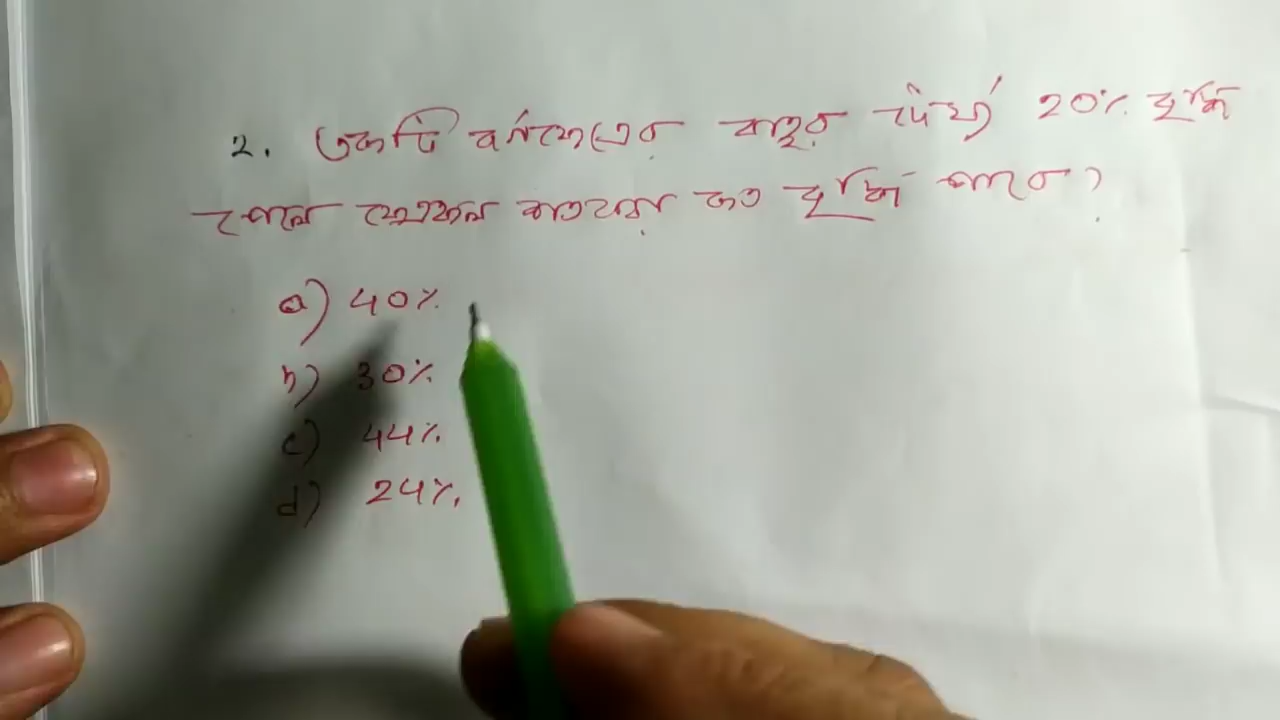 2. একটি বর্গক্ষেত্রের বাহুর দৈর্ঘ্য 20% বৃদ্ধি
পেলে ক্ষেত্রফল শতকরা কত বৃদ্ধি পাবে?
a) 40%
b) 30%
c) 44%
d) 24%.